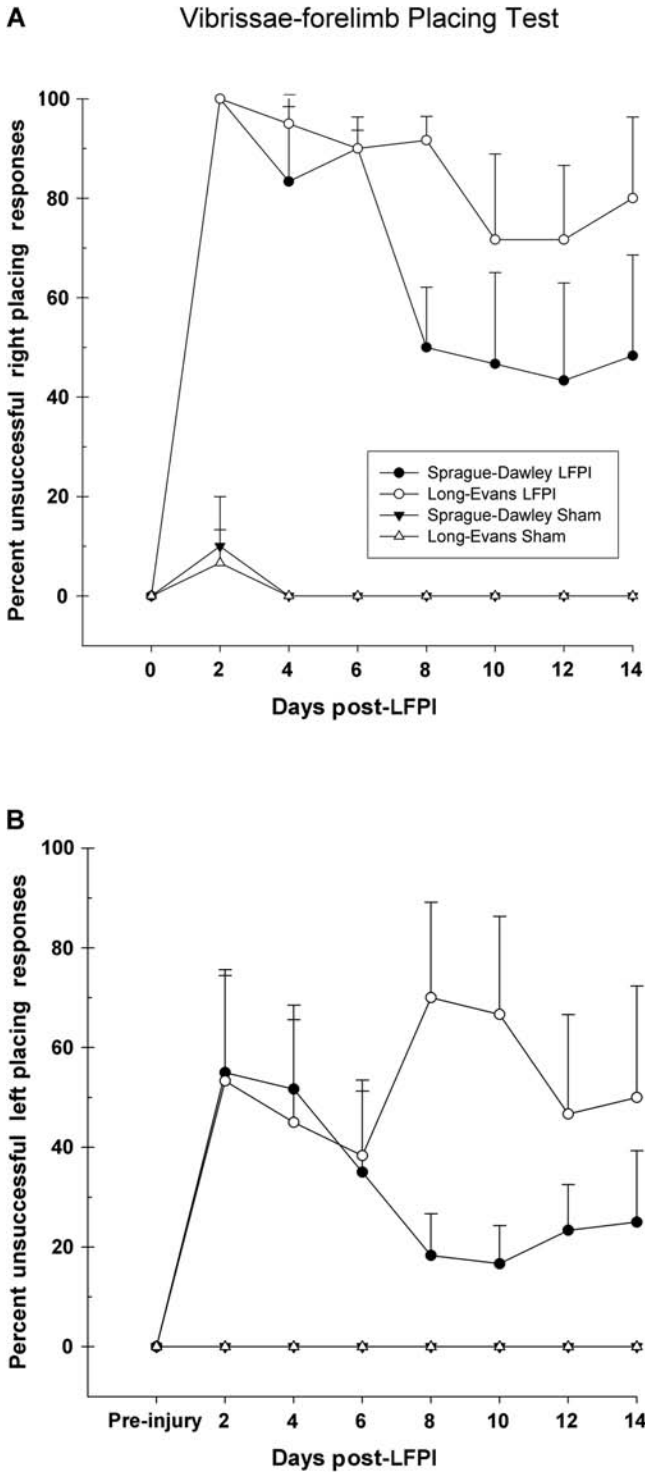 A
Vibrissae-forelimb Placing Test
Percent unsuccessful right placing responses
100
80
60
40
20
0
Sprague-Dawley LFPI
Long-Evans LFPI
Sprague-Dawley Sham
Long-Evans Sham
0 2 4 6 8 10 12 14
Days post-LFPI
B
Percent unsuccessful left placing responses
100
80
60
40
20
0
Pre-injury 2 4 6 8 10 12 14
Days post-LFPI